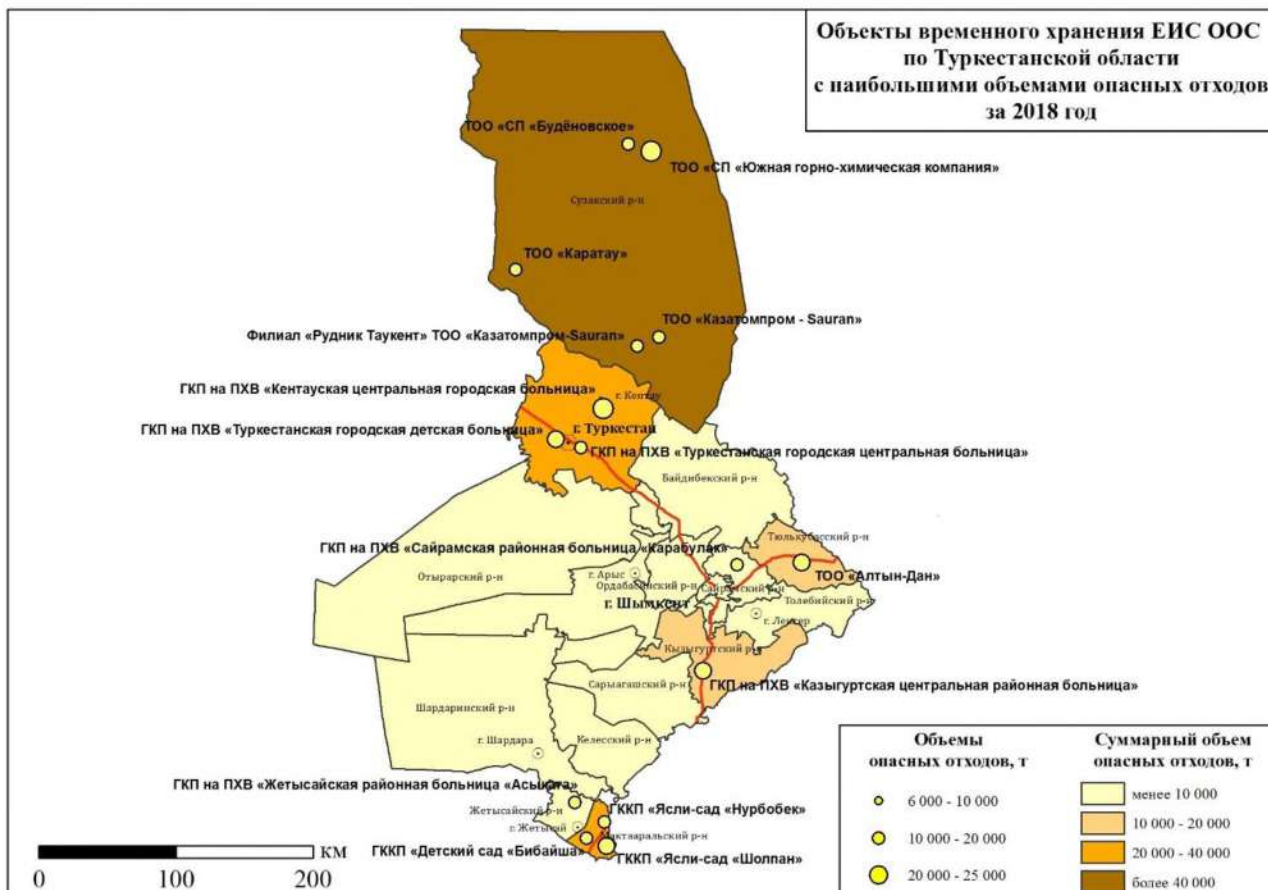 Объекты временного хранения ЕИС ООС
по Туркестанской области
с наибольшими объемами опасных отходов
за 2018 год
ТОО «СП «Будёновское»
ТОО «СП «Южная горно-химическая компания»
Сузакский р-н
ТОО «Каратау»
ТОО «Казатомпром - Sauran»
Филиал «Рудник Таукент» ТОО «Казатомпром-Sauran»
ГКП на ПХВ «Кентауская центральная городская больница»
г. Кентау
ГКП на ПХВ «Туркестанская городская детская больница»
г. Туркестан
ГКП на ПХВ «Туркестанская городская центральная больница»
Байдибекский р-н
Тюлькубасский р-н
ГКП на ПХВ «Сайрамская районная больница «Карабулак»
ТОО «Алтын-Дан»
Отырарский р-н
г. Арыс
Ордабасинский р-н
Сайрамский р-н
Толебийский р-н
г. Шымкент
г. Ленгер
Кызыгуртский р-н
Сарыагашский р-н
ГКП на ПХВ «Казыгуртская центральная районная больница»
Шардаринский р-н
г. Шардара
Келесский р-н
ГКП на ПХВ «Жетысайская районная больница «Асыката»
Жетысайский р-н
ГККП «Ясли-сад «Нурбобек»
г. Жетысай
Мактааральский р-н
ГККП «Детский сад «Бибайша»
ГККП «Ясли-сад «Шолпан»
КМ
0 100 200
Объемы
опасных отходов, т
6 000 - 10 000
10 000 - 20 000
20 000 - 25 000
Суммарный объем
опасных отходов, т
менее 10 000
10 000 - 20 000
20 000 - 40 000
более 40 000